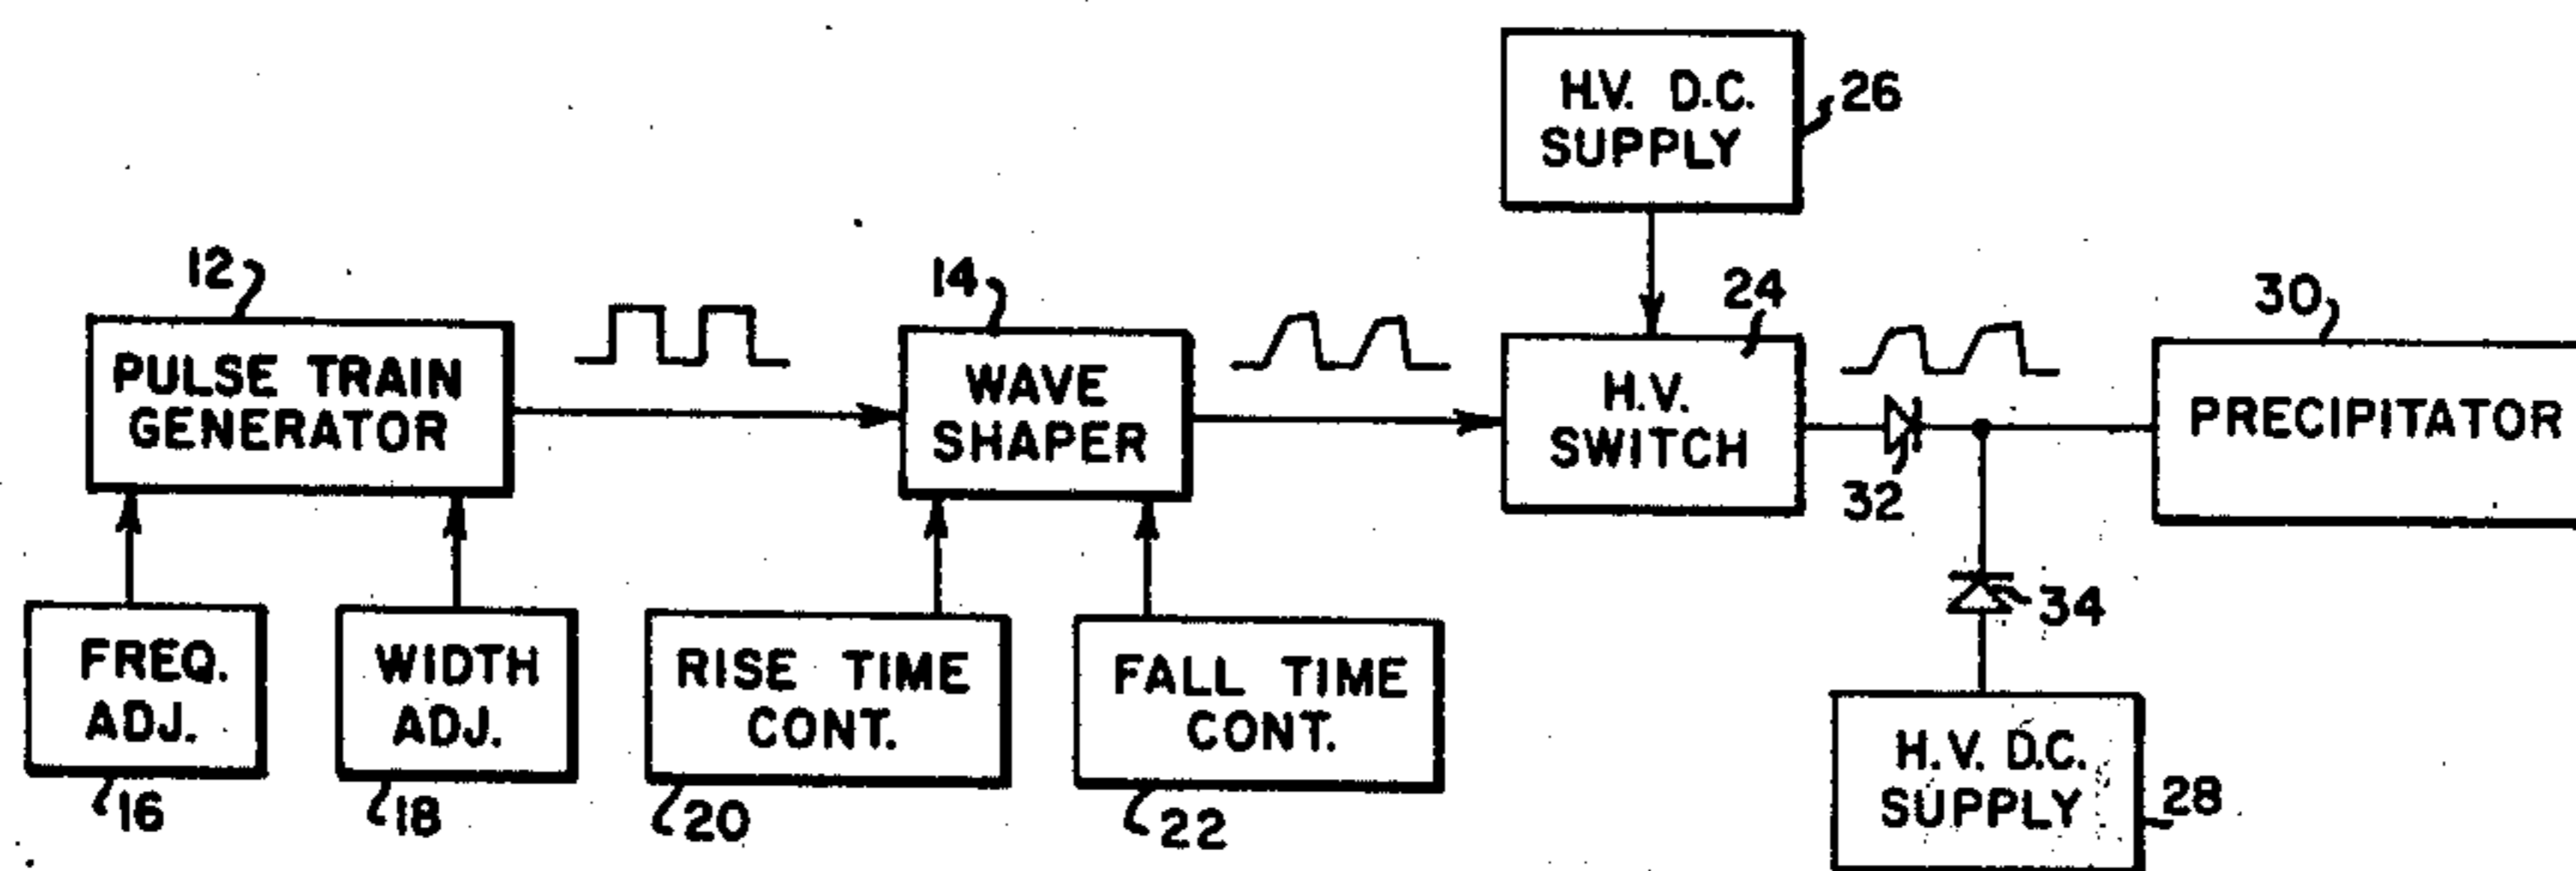 H.V. D.C.
SUPPLY
26
12
14
24
30
PULSE TRAIN
GENERATOR
WAVE
SHAPER
H.V.
SWITCH
PRECIPITATOR
32
34
FREQ.
ADJ.
WIDTH
ADJ.
RISE TIME
CONT.
FALL TIME
CONT.
H.V. D.C.
SUPPLY
16
18
20
22
28